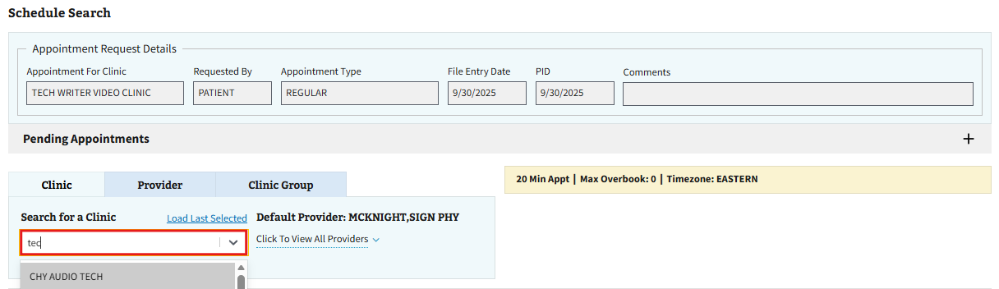 Schedule Search
Appointment Request Details
Appointment For Clinic Requested By Appointment Type File Entry Date PID Comments
TECH WRITER VIDEO CLINIC PATIENT REGULAR 9/30/2025 9/30/2025
Pending Appointments
Clinic Provider Clinic Group
20 Min Appt | Max Overbook: 0 | Timezone: EASTERN
Search for a Clinic Load Last Selected Default Provider: MCKNIGHT,SIGN PHY
tec Click To View All Providers
CHY AUDIO TECH